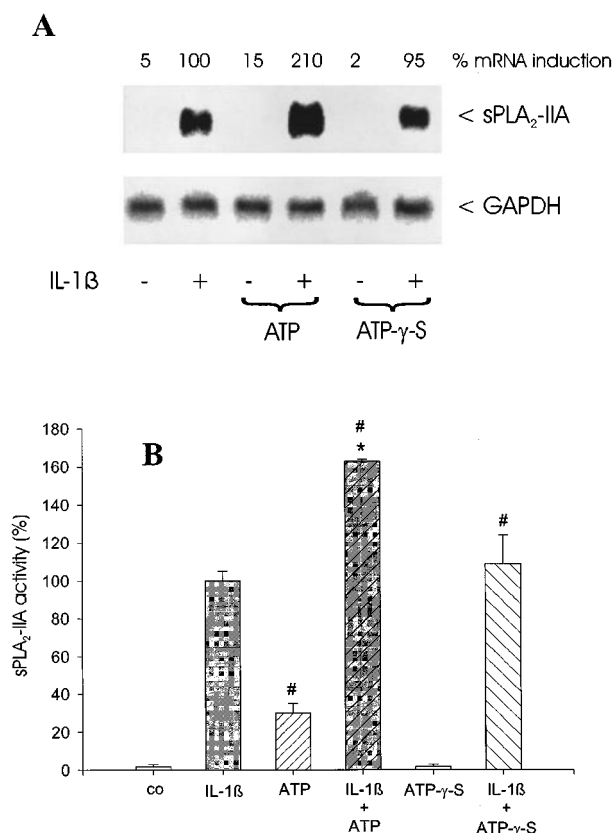 A
5 100 15 210 2 95 % mRNA induction
< sPLA₂-IIA
< GAPDH
IL-1ß - + - + - +
ATP ATP-γ-S
B
sPLA₂-IIA activity (%)
180
160
140
120
100
80
60
40
20
0
#
#
*
#
co IL-1ß ATP IL-1ß + ATP ATP-γ-S IL-1ß + ATP-γ-S